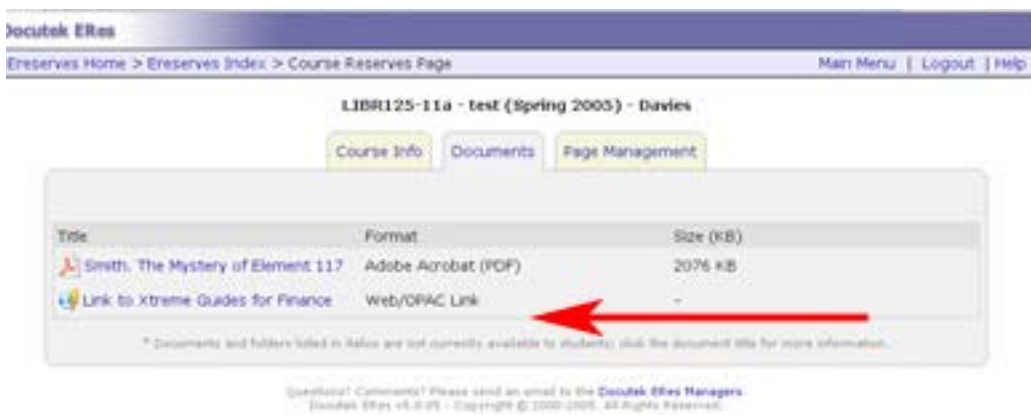 Docutek ERes
Ereserves Home > Ereserves Index > Course Reserves Page Main Menu | Logout | Help
LIBR125-11a - test (Spring 2005) - Davies
Course Info Documents Page Management
Title Format Size (KB)
Smith. The Mystery of Element 117 Adobe Acrobat (PDF) 2076 KB
Link to Xtreme Guides for Finance Web/OPAC Link -
* Documents and folders listed in italics are not currently available to students; click the document title for more information.
Questions? Comments? Please send an email to the Docutek ERes Managers.
Docutek ERes v5.0.05 - Copyright © 2000-2005. All Rights Reserved.